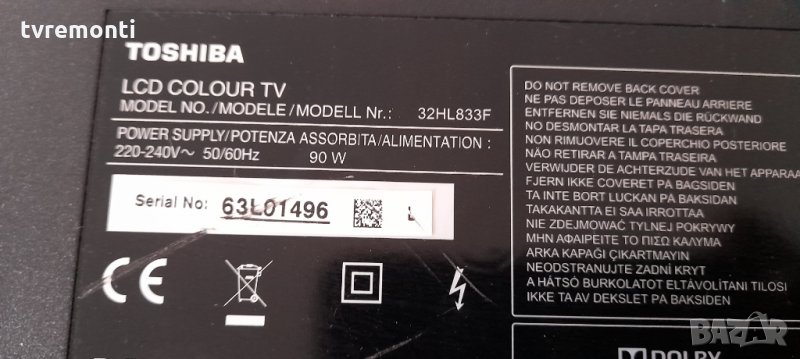 tvremonti
TOSHIBA
LCD COLOUR TV
MODEL NO./MODELE/MODELL Nr.: 32HL833F
POWER SUPPLY/POTENZA ASSORBITA/ALIMENTATION :
220-240V~ 50/60Hz 90 W
Serial No: 63L01496 L
CE
DO NOT REMOVE BACK COVER
NE PAS DEPOSER LE PANNEAU ARRIERE
ENTFERNEN SIE NIEMALS DIE RÜCKWAND
NO DESMONTAR LA TAPA TRASERA
NON RIMUOVERE IL COPERCHIO POSTERIORE
NÃO RETIRAR A TAMPA TRASEIRA
VERWIJDER DE ACHTERZIJDE VAN HET APPARAA
FJERN IKKE COVERET PÅ BAGSIDEN
TA INTE BORT LUCKAN PÅ BAKSIDAN
TAKAKANTTA EI SAA IRROTTAA
NIE ZDEJMOWAĆ TYLNEJ POKRYWY
ΜΗΝ ΑΦΑΙΡΕΙΤΕ ΤΟ ΠΙΣΩ ΚΑΛΥΜΑ
ARKA KAPAĞI ÇIKARTMAYIN
NEODSTRANUJTE ZADNÍ KRYT
A HÁTSÓ BURKOLATOT ELTÁVOLÍTANI TILOSI
IKKE TA AV DEKSLET PÅ BAKSIDEN
DOLBY
BAZAR